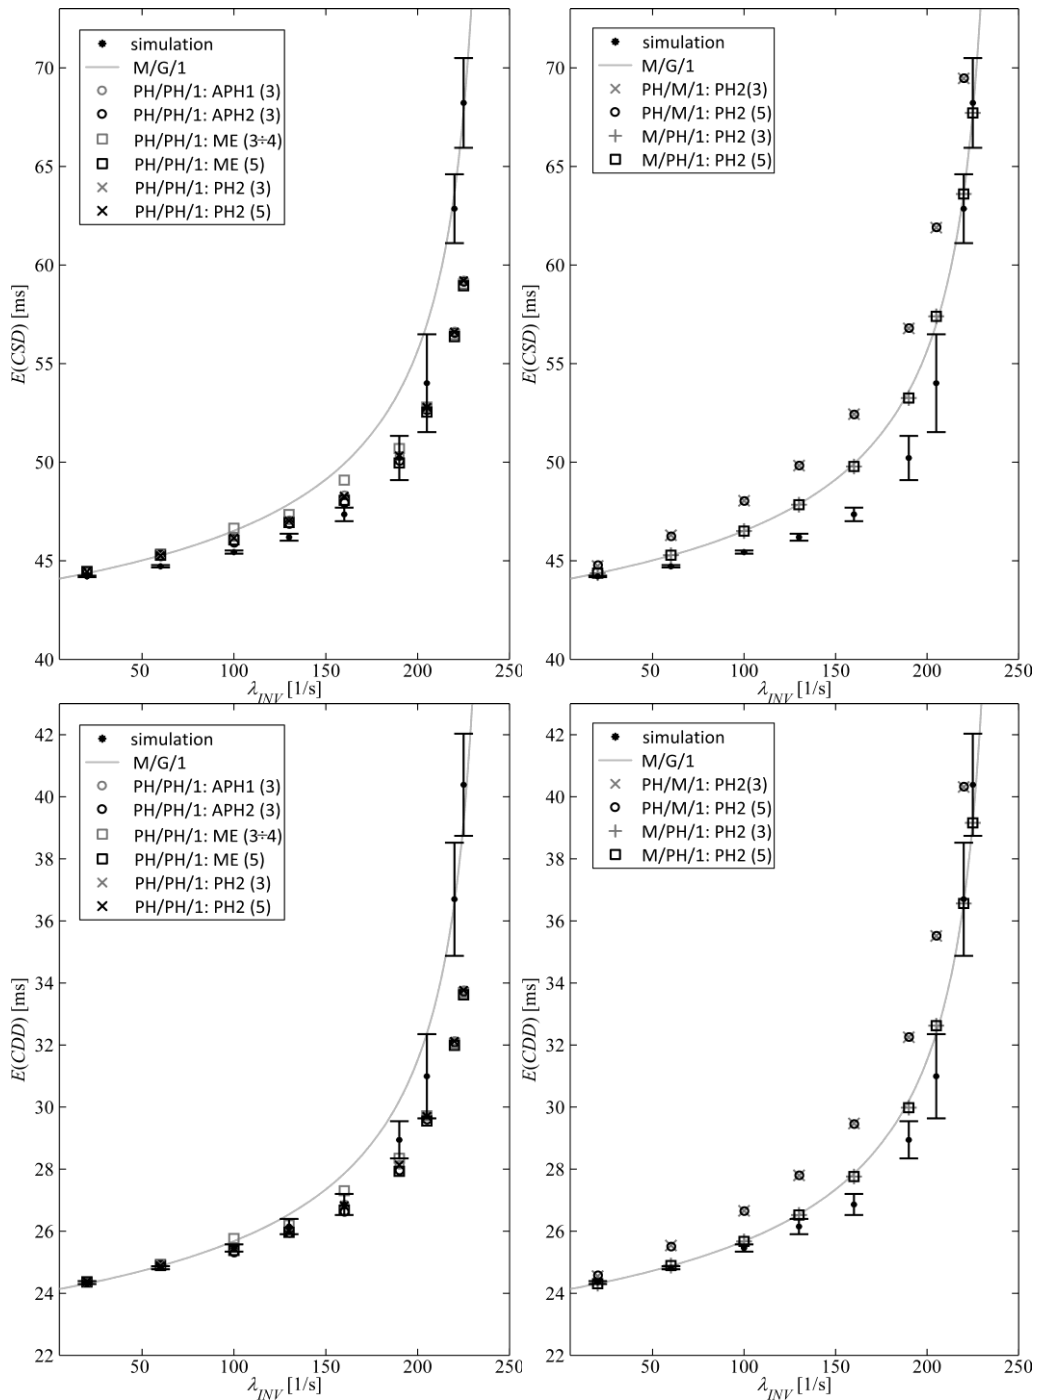 simulation
M/G/1
PH/PH/1: APH1 (3)
PH/PH/1: APH2 (3)
PH/PH/1: ME (3÷4)
PH/PH/1: ME (5)
PH/PH/1: PH2 (3)
PH/PH/1: PH2 (5)
70
65
60
55
50
45
40
E(CSD) [ms]
50
100
150
200
250
λINV [1/s]
simulation
M/G/1
PH/M/1: PH2(3)
PH/M/1: PH2 (5)
M/PH/1: PH2 (3)
M/PH/1: PH2 (5)
70
65
60
55
50
45
40
E(CSD) [ms]
50
100
150
200
250
λINV [1/s]
simulation
M/G/1
PH/PH/1: APH1 (3)
PH/PH/1: APH2 (3)
PH/PH/1: ME (3÷4)
PH/PH/1: ME (5)
PH/PH/1: PH2 (3)
PH/PH/1: PH2 (5)
42
40
38
36
34
32
30
28
26
24
22
E(CDD) [ms]
50
100
150
200
250
λINV [1/s]
simulation
M/G/1
PH/M/1: PH2(3)
PH/M/1: PH2 (5)
M/PH/1: PH2 (3)
M/PH/1: PH2 (5)
42
40
38
36
34
32
30
28
26
24
22
E(CDD) [ms]
50
100
150
200
250
λINV [1/s]